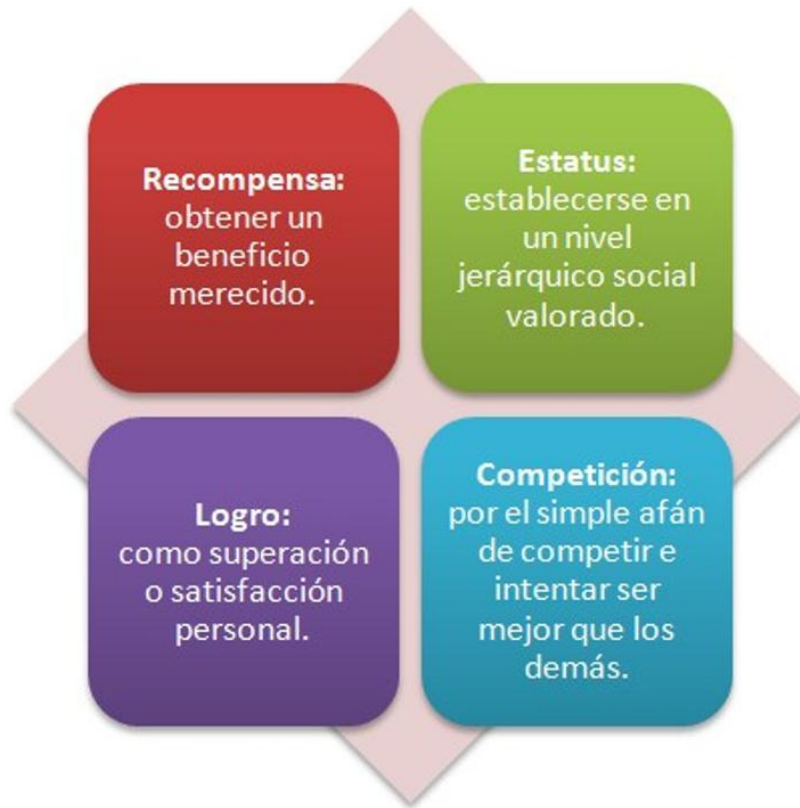 Recompensa:
obtener un
beneficio
merecido.
Estatus:
establecerse en
un nivel
jerárquico social
valorado.
Logro:
como superación
o satisfacción
personal.
Competición:
por el simple afán
de competir e
intentar ser
mejor que los
demás.